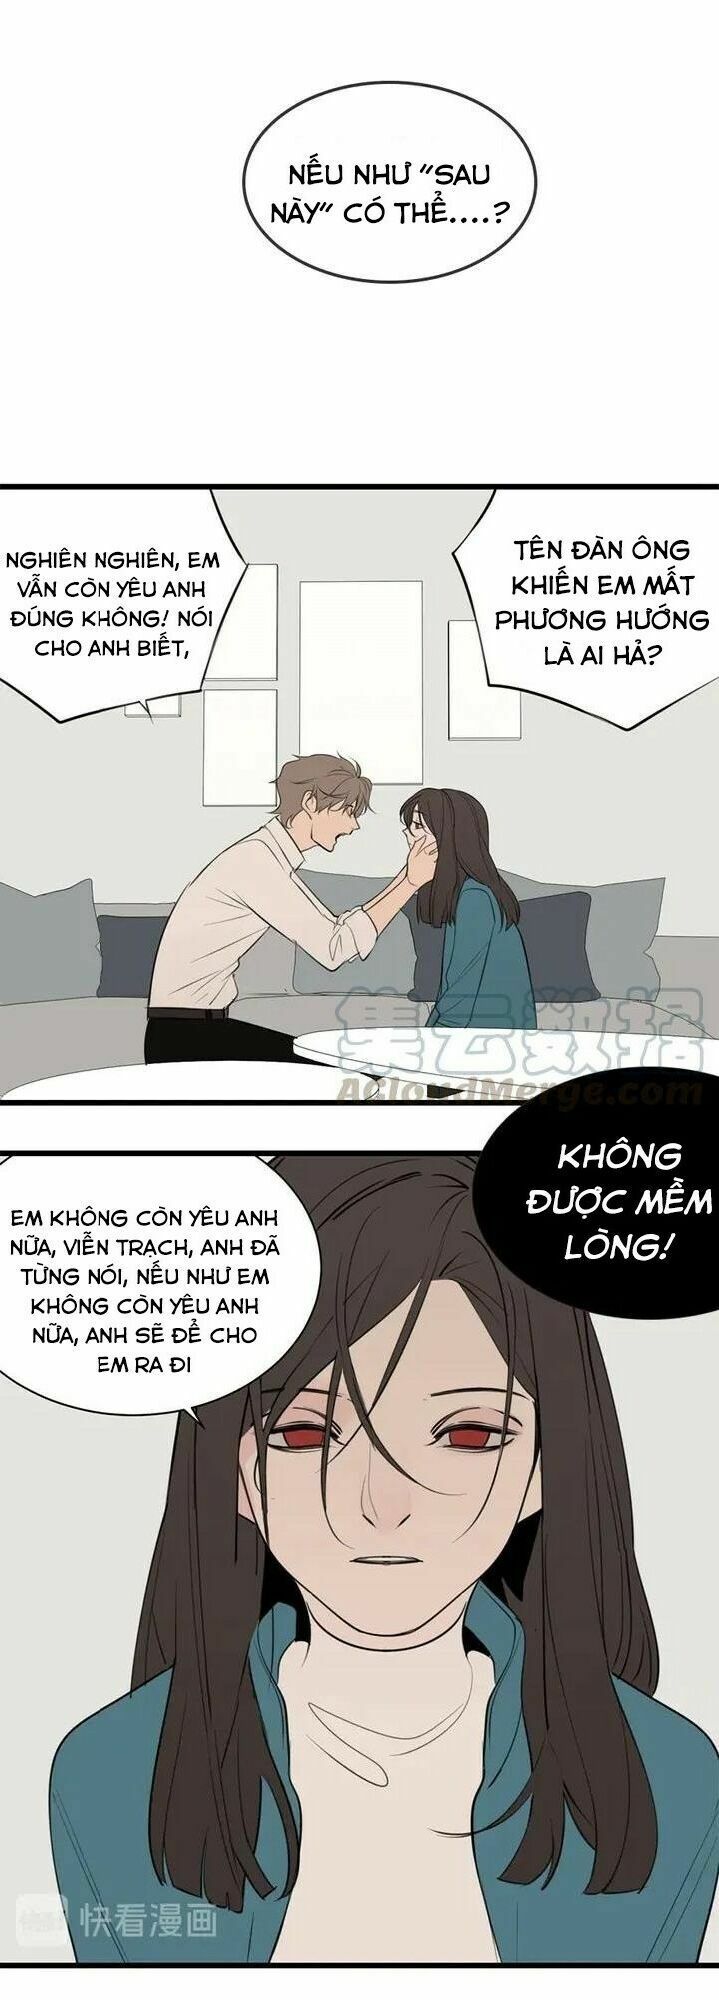 NẾU NHƯ "SAU
NÀY" CÓ THỂ....?
NGHIÊN NGHIÊN, EM
VẪN CÒN YÊU ANH
ĐÚNG KHÔNG! NÓI
CHO ANH BIẾT,
TÊN ĐÀN ÔNG
KHIẾN EM MẤT
PHƯƠNG HƯỚNG
LÀ AI HẢ?
集云数据
ACloudMerge.com
KHÔNG
ĐƯỢC MỀM
LÒNG!
EM KHÔNG CÒN YÊU ANH
NỮA, VIỄN TRẠCH, ANH ĐÃ
TỪNG NÓI, NẾU NHƯ EM
KHÔNG CÒN YÊU ANH
NỮA, ANH SẼ ĐỂ CHO
EM RA ĐI
快看漫画